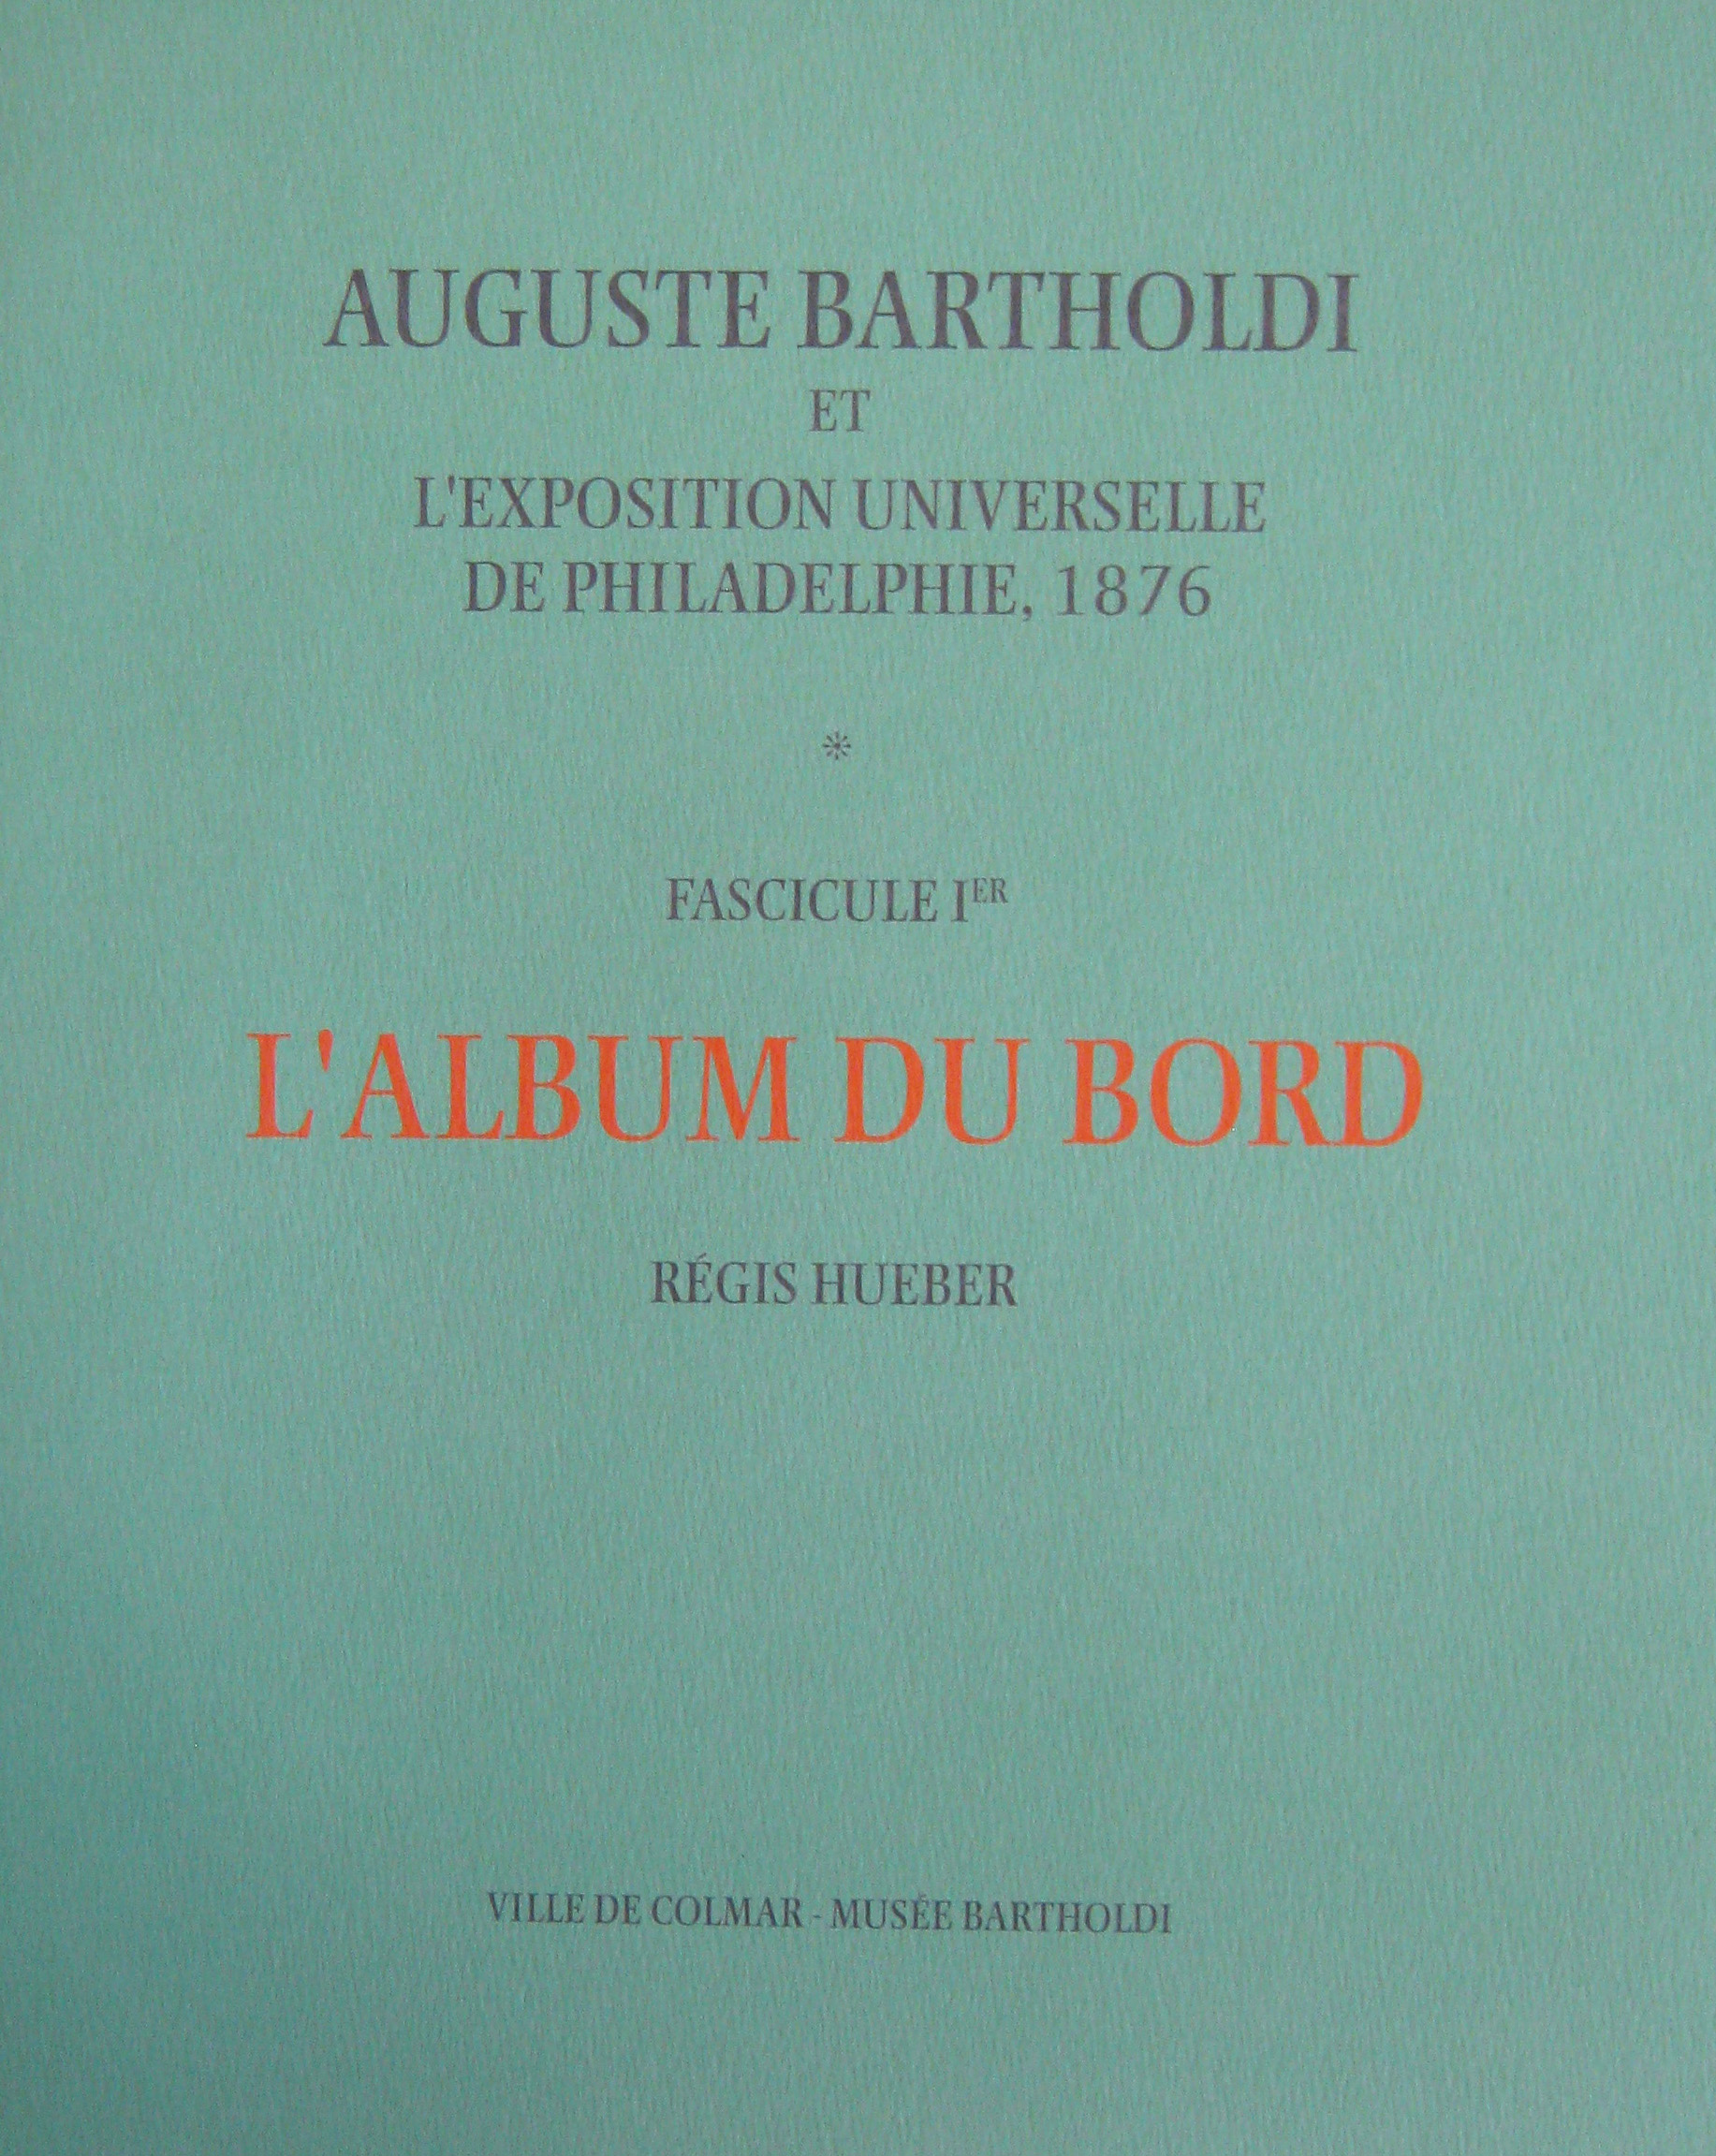 AUGUSTE BARTHOLDI
ET
L'EXPOSITION UNIVERSELLE
DE PHILADELPHIE, 1876
FASCICULE IER
L'ALBUM DU BORD
RÉGIS HUEBER
VILLE DE COLMAR - MUSÉE BARTHOLDI